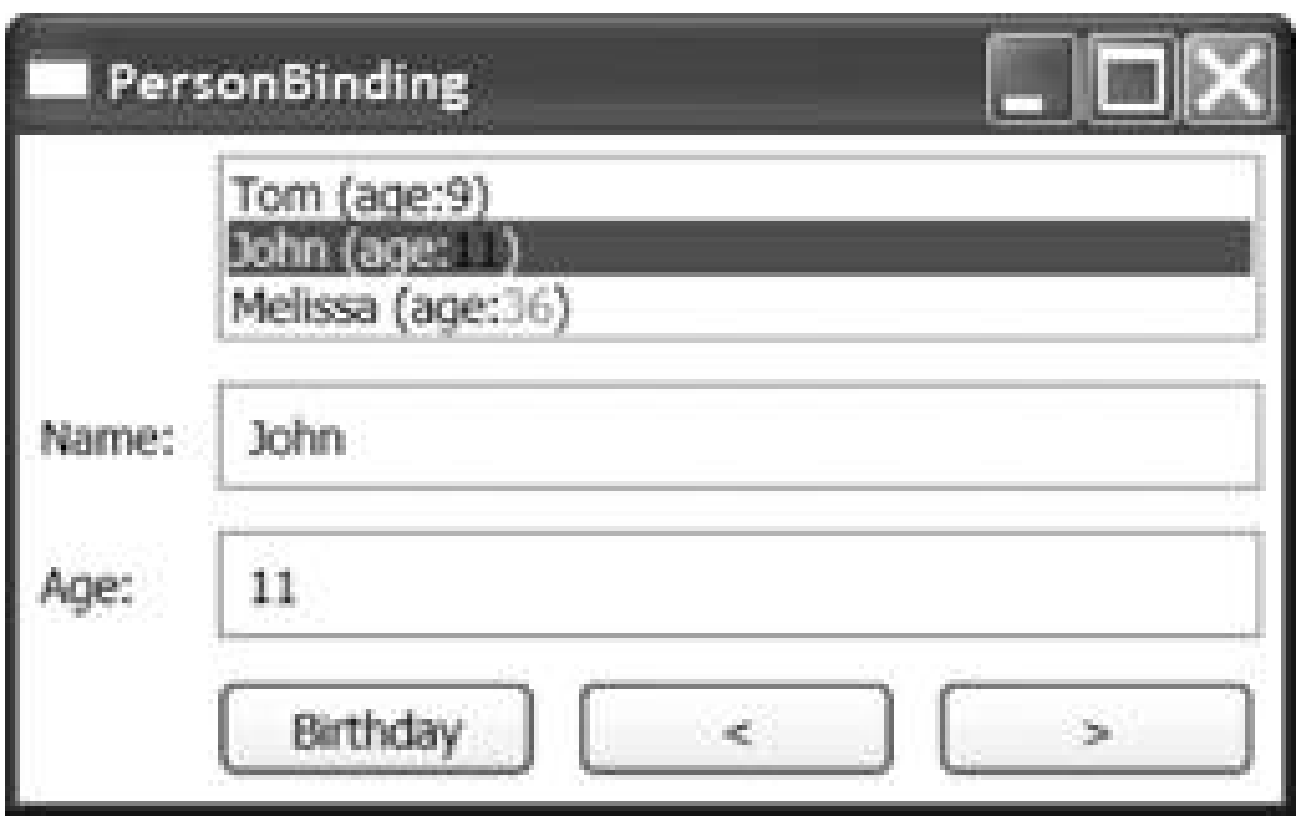 PersonBinding
Tom (age:9)
John (age:11)
Melissa (age:36)
Name: John
Age: 11
Birthday < >